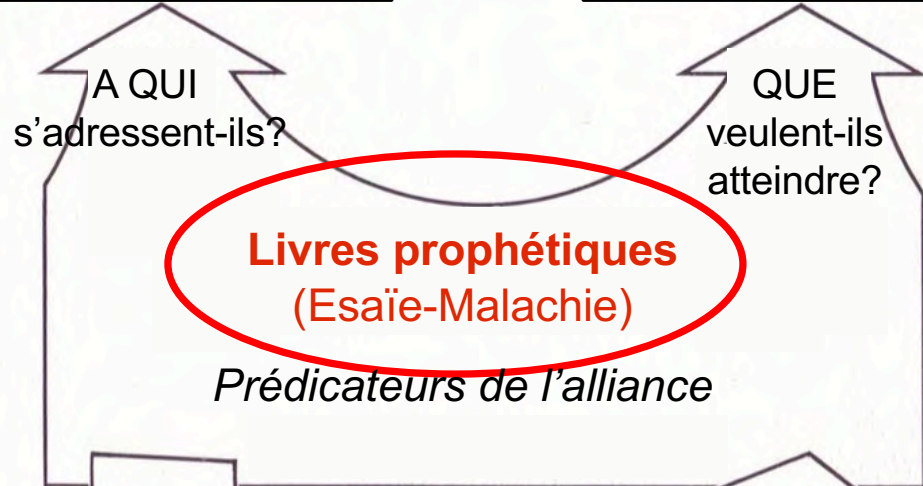 A QUI
s'adressent-ils?
QUE
veulent-ils
atteindre?
Livres prophétiques
(Esaïe-Malachie)
Prédicateurs de l'alliance